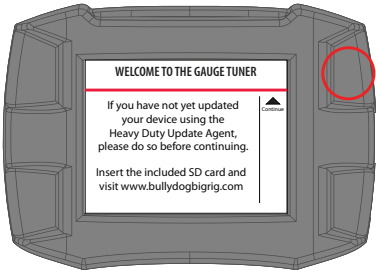 WELCOME TO THE GAUGE TUNER
If you have not yet updated
your device using the
Heavy Duty Update Agent,
please do so before continuing.
Continue
Insert the included SD card and
visit www.bullydogbigrig.com